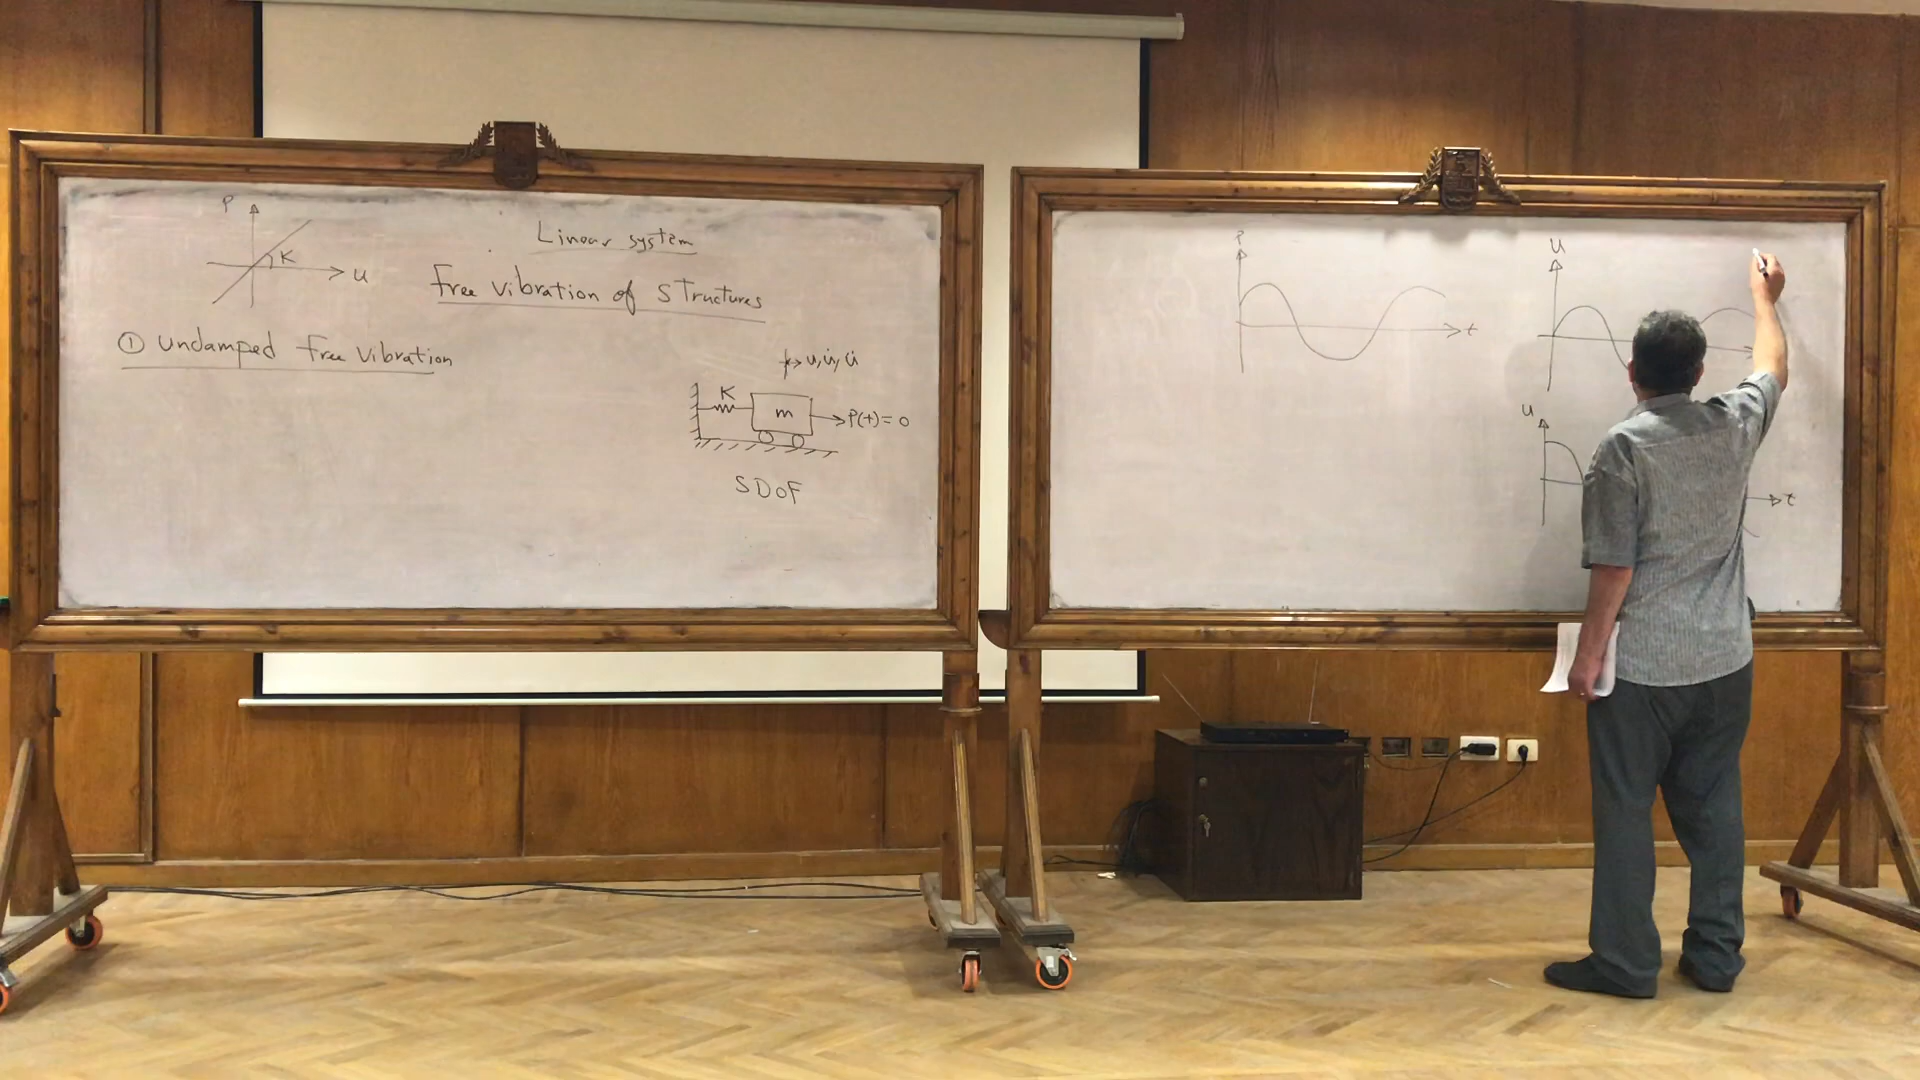 P
K
u
Linear system
Free vibration of Structures
① undamped free vibration
u, u̇, ü
K
m
P(t) = 0
SDOF
P
t
u
u
t